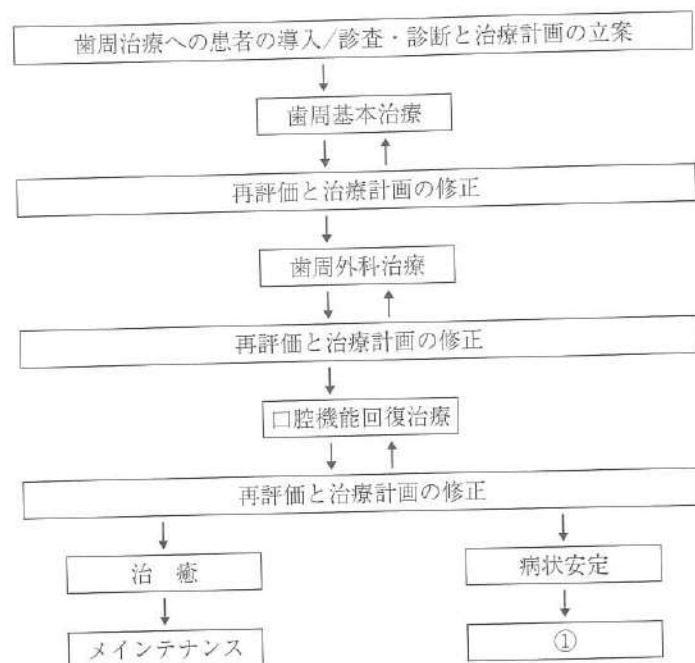 歯周治療への患者の導入/診査・診断と治療計画の立案
歯周基本治療
再評価と治療計画の修正
歯周外科治療
再評価と治療計画の修正
口腔機能回復治療
再評価と治療計画の修正
治　癒
病状安定
メインテナンス
①